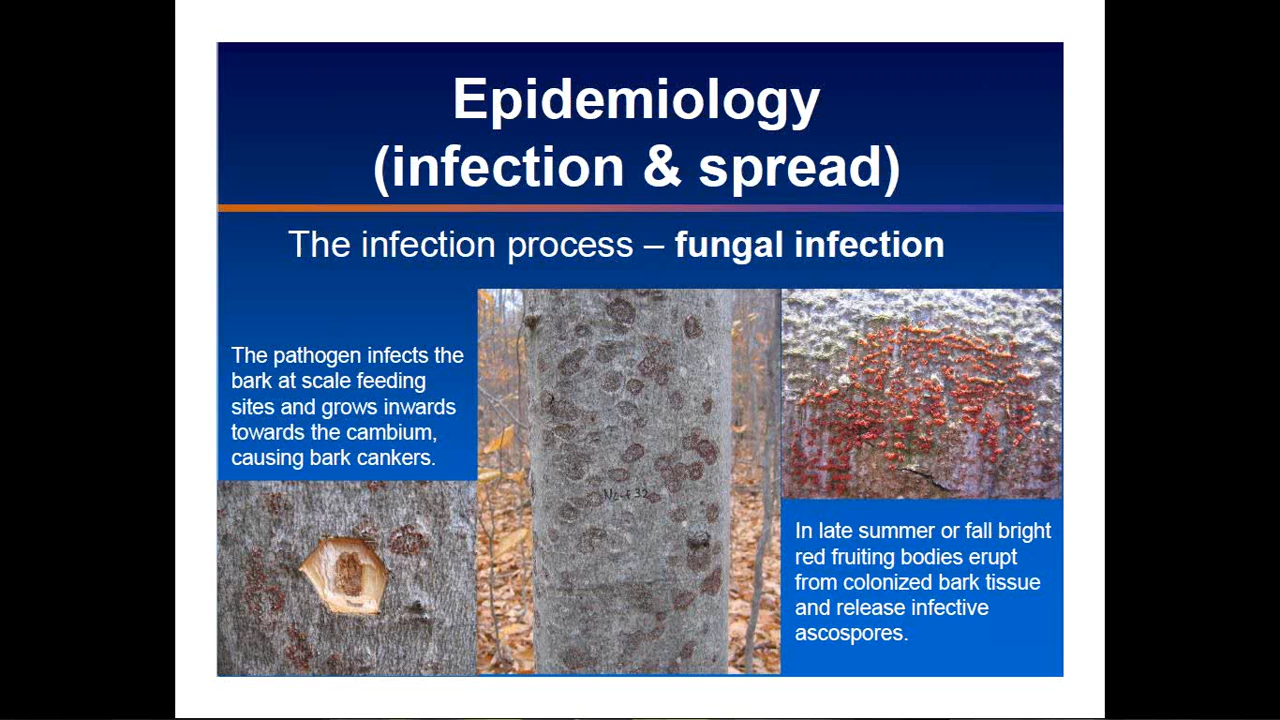 Epidemiology
(infection & spread)
The infection process – fungal infection
The pathogen infects the
bark at scale feeding
sites and grows inwards
towards the cambium,
causing bark cankers.
In late summer or fall bright
red fruiting bodies erupt
from colonized bark tissue
and release infective
ascospores.